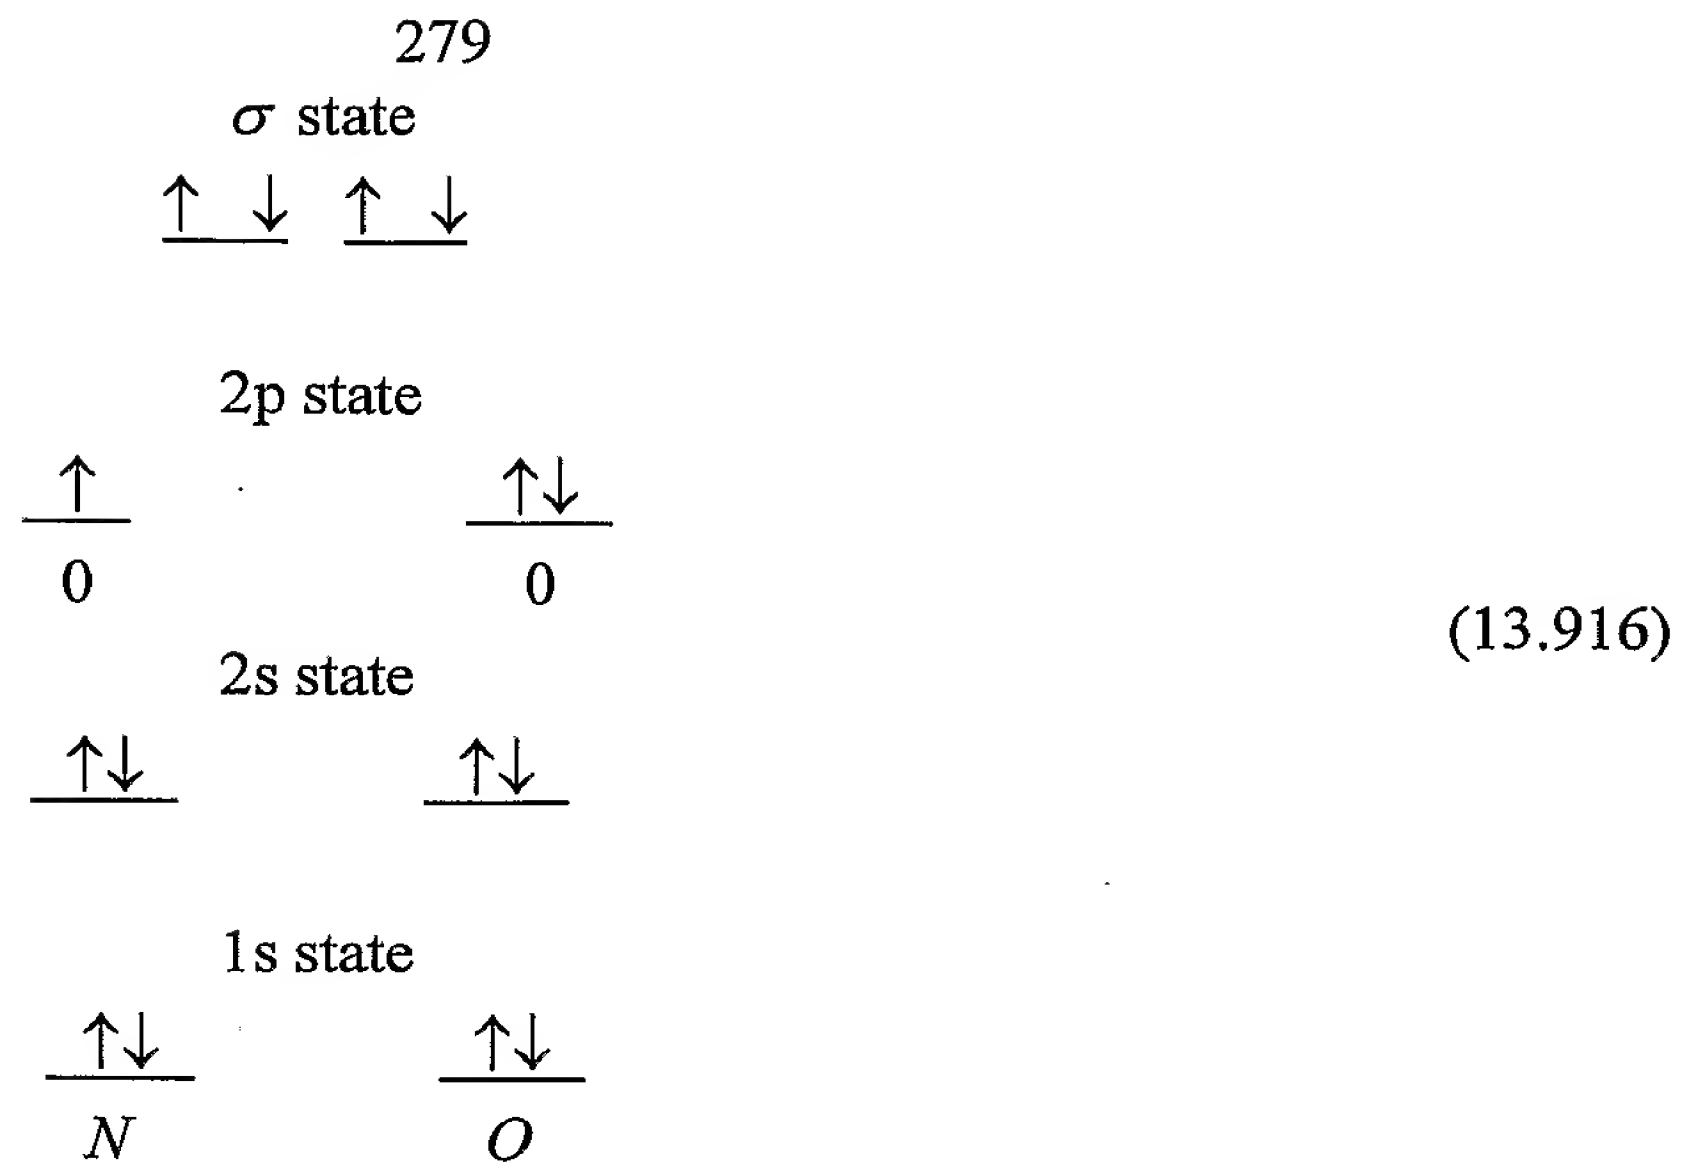 279
σ state
↑ ↓ ↑ ↓
2p state
↑ ↑↓
0 0
(13.916)
2s state
↑↓ ↑↓
1s state
↑↓ ↑↓
N O